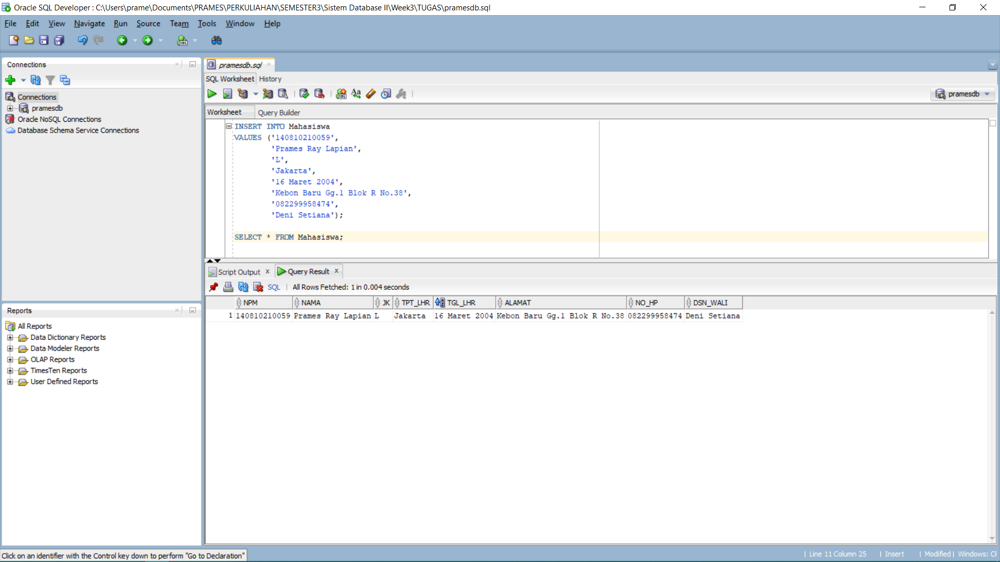 Oracle SQL Developer : C:\Users\prame\Documents\PRAMES\PERKULIAHAN\SEMESTER3\Sistem Database II\Week3\TUGAS\pramesdb.sql
File Edit View Navigate Run Source Team Tools Window Help
Connections
Connections
pramesdb
Oracle NoSQL Connections
Database Schema Service Connections
Reports
All Reports
Data Dictionary Reports
Data Modeler Reports
OLAP Reports
TimesTen Reports
User Defined Reports
pramesdb.sql
SQL Worksheet History
pramesdb
Worksheet Query Builder
INSERT INTO Mahasiswa
VALUES ('140810210059',
'Prames Ray Lapian',
'L',
'Jakarta',
'16 Maret 2004',
'Kebon Baru Gg.1 Blok R No.38',
'082299958474',
'Deni Setiana');
SELECT * FROM Mahasiswa;
Script Output x Query Result x
SQL | All Rows Fetched: 1 in 0.004 seconds
NPM NAMA JK TPT_LHR TGL_LHR ALAMAT NO_HP DSN_WALI
1 140810210059 Prames Ray Lapian L Jakarta 16 Maret 2004 Kebon Baru Gg.1 Blok R No.38 082299958474 Deni Setiana
Click on an identifier with the Control key down to perform "Go to Declaration"
| Line 11 Column 25 | Insert | Modified | Windows: